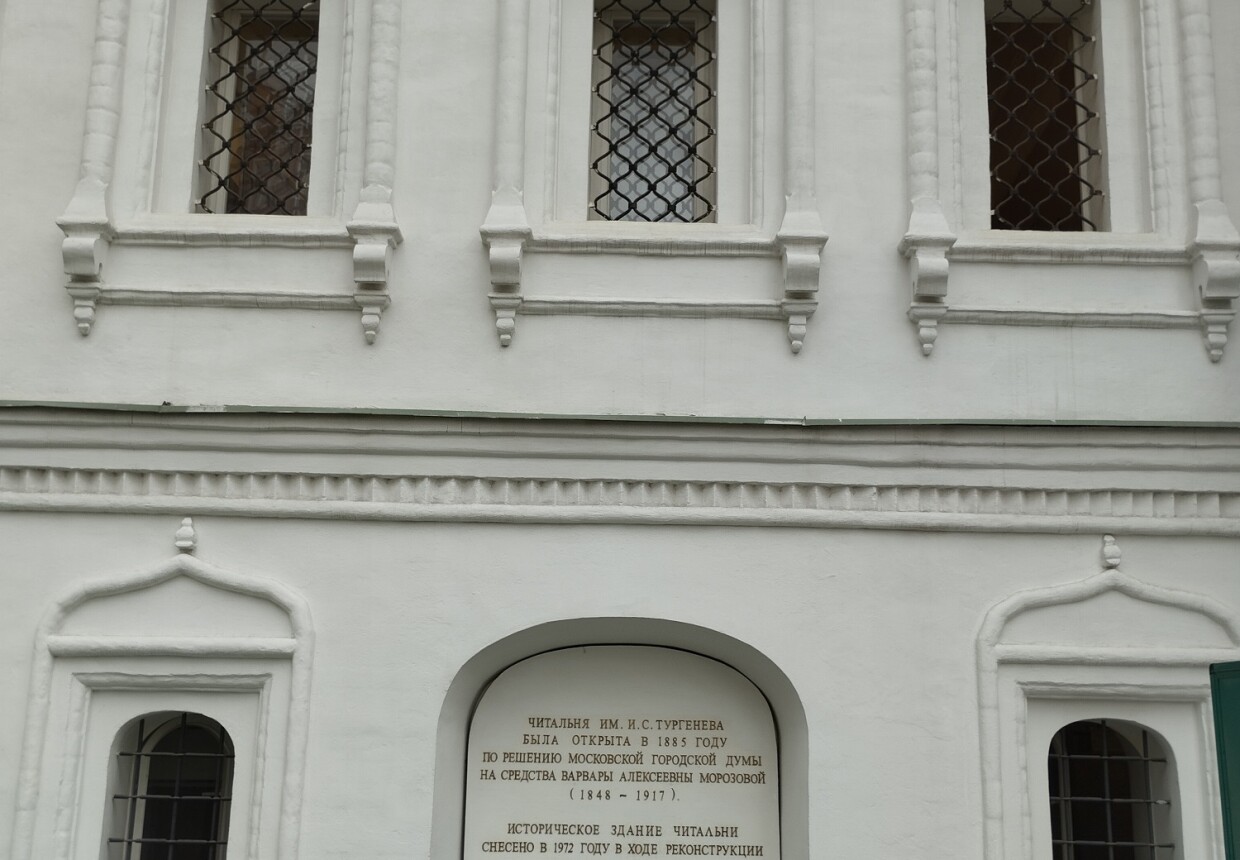 ЧИТАЛЬНЯ ИМ. И.С. ТУРГЕНЕВА
БЫЛА ОТКРЫТА В 1885 ГОДУ
ПО РЕШЕНИЮ МОСКОВСКОЙ ГОРОДСКОЙ ДУМЫ
НА СРЕДСТВА ВАРВАРЫ АЛЕКСЕЕВНЫ МОРОЗОВОЙ
( 1848 – 1917 ).
ИСТОРИЧЕСКОЕ ЗДАНИЕ ЧИТАЛЬНИ
СНЕСЕНО В 1972 ГОДУ В ХОДЕ РЕКОНСТРУКЦИИ